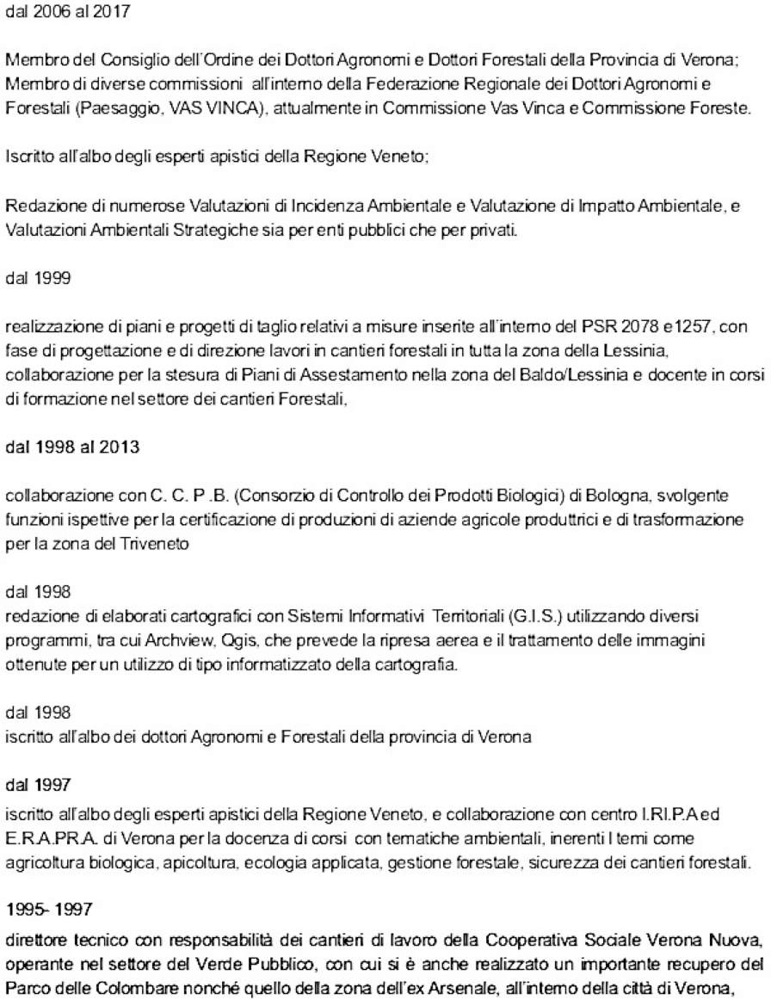 dal 2006 al 2017
Membro del Consiglio dell'Ordine dei Dottori Agronomi e Dottori Forestali della Provincia di Verona;
Membro di diverse commissioni all'interno della Federazione Regionale dei Dottori Agronomi e
Forestali (Paesaggio, VAS VINCA), attualmente in Commissione Vas Vinca e Commissione Foreste.
Iscritto all'albo degli esperti apistici della Regione Veneto;
Redazione di numerose Valutazioni di Incidenza Ambientale e Valutazione di Impatto Ambientale, e
Valutazioni Ambientali Strategiche sia per enti pubblici che per privati.
dal 1999
realizzazione di piani e progetti di taglio relativi a misure inserite all'interno del PSR 2078 e1257, con
fase di progettazione e di direzione lavori in cantieri forestali in tutta la zona della Lessinia,
collaborazione per la stesura di Piani di Assestamento nella zona del Baldo/Lessinia e docente in corsi
di formazione nel settore dei cantieri Forestali,
dal 1998 al 2013
collaborazione con C. C. P .B. (Consorzio di Controllo dei Prodotti Biologici) di Bologna, svolgente
funzioni ispettive per la certificazione di produzioni di aziende agricole produttrici e di trasformazione
per la zona del Triveneto
dal 1998
redazione di elaborati cartografici con Sistemi Informativi Territoriali (G.I.S.) utilizzando diversi
programmi, tra cui Archview, Qgis, che prevede la ripresa aerea e il trattamento delle immagini
ottenute per un utilizzo di tipo informatizzato della cartografia.
dal 1998
iscritto all'albo dei dottori Agronomi e Forestali della provincia di Verona
dal 1997
iscritto all'albo degli esperti apistici della Regione Veneto, e collaborazione con centro I.RI.P.A ed
E.R.A.PR.A. di Verona per la docenza di corsi con tematiche ambientali, inerenti I temi come
agricoltura biologica, apicoltura, ecologia applicata, gestione forestale, sicurezza dei cantieri forestali.
1995- 1997
direttore tecnico con responsabilità dei cantieri di lavoro della Cooperativa Sociale Verona Nuova,
operante nel settore del Verde Pubblico, con cui si è anche realizzato un importante recupero del
Parco delle Colombare nonché quello della zona dell'ex Arsenale, all'interno della città di Verona,